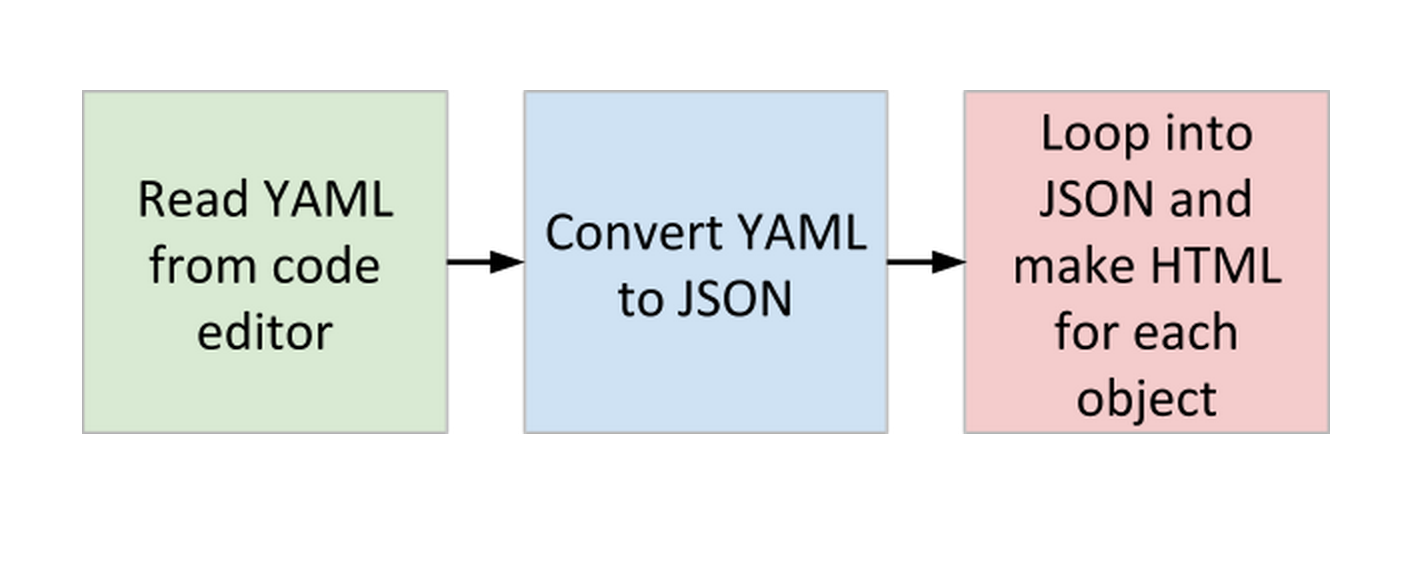 Read YAML
from code
editor
Convert YAML
to JSON
Loop into
JSON and
make HTML
for each
object